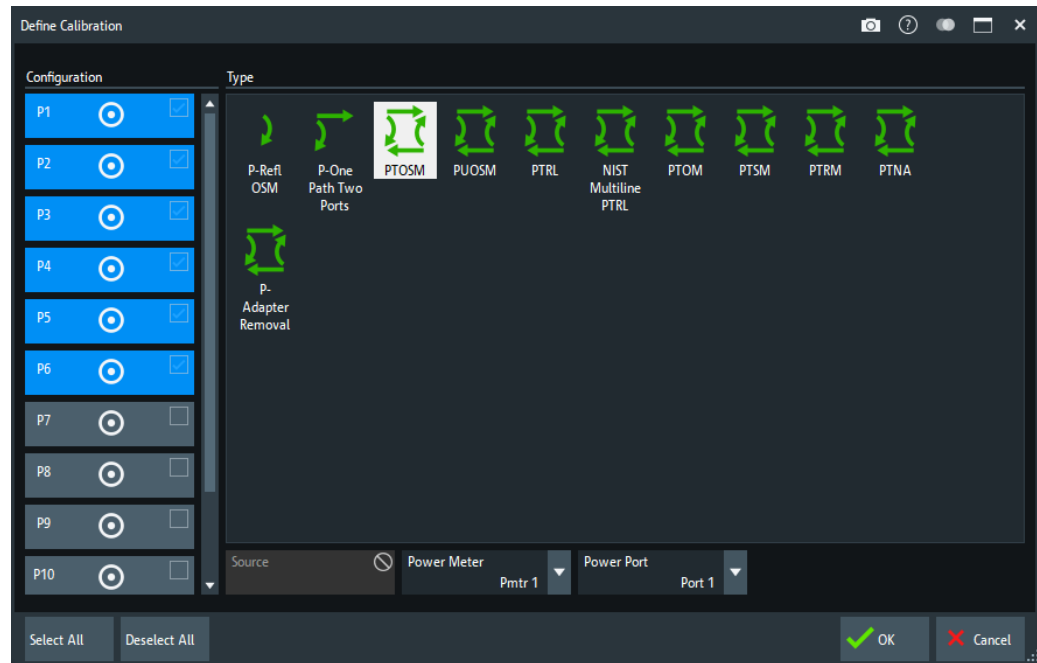 Define Calibration
Configuration
Type
P1
P2
P3
P4
P5
P6
P7
P8
P9
P10
P-Refl
OSM
P-One
Path Two
Ports
PTOSM
PUOSM
PTRL
NIST
Multiline
PTRL
PTOM
PTSM
PTRM
PTNA
P-
Adapter
Removal
Source
Power Meter
Pmtr 1
Power Port
Port 1
Select All
Deselect All
OK
Cancel